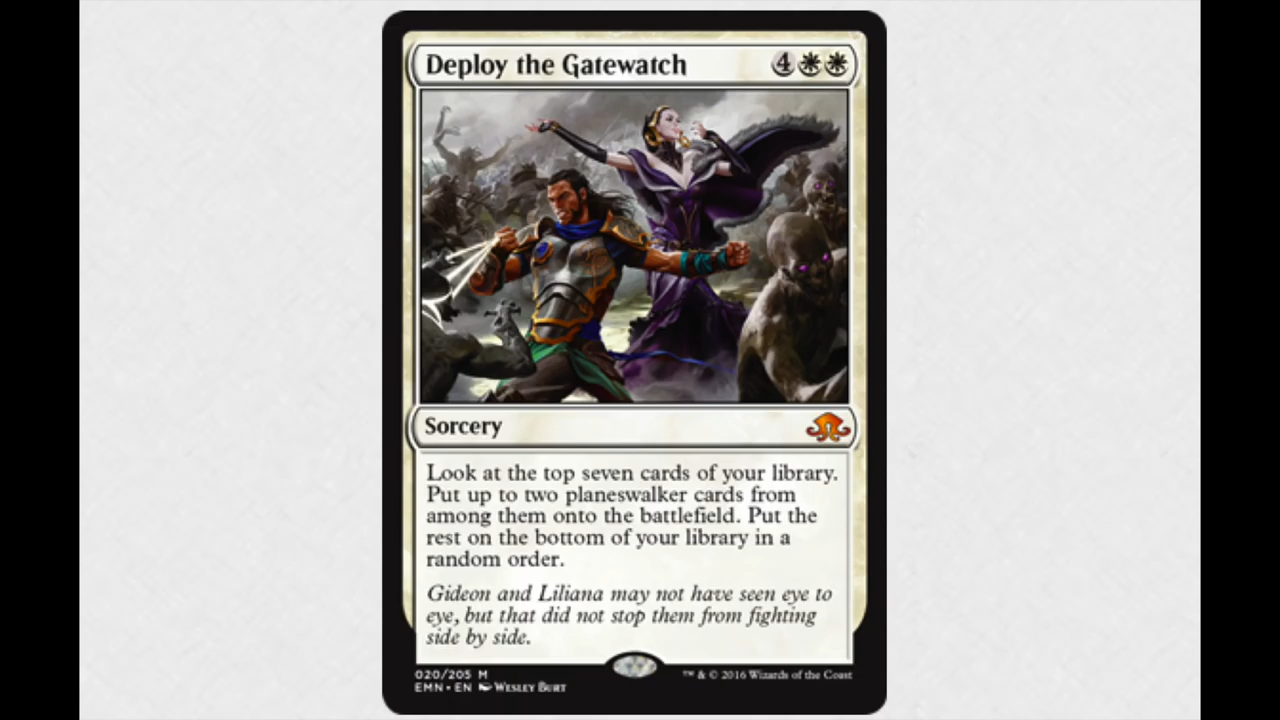 Deploy the Gatewatch 4
Sorcery
Look at the top seven cards of your library.
Put up to two planeswalker cards from
among them onto the battlefield. Put the
rest on the bottom of your library in a
random order.
Gideon and Liliana may not have seen eye to
eye, but that did not stop them from fighting
side by side.
020/205 M
EMN • EN Wesley Burt
™ & © 2016 Wizards of the Coast